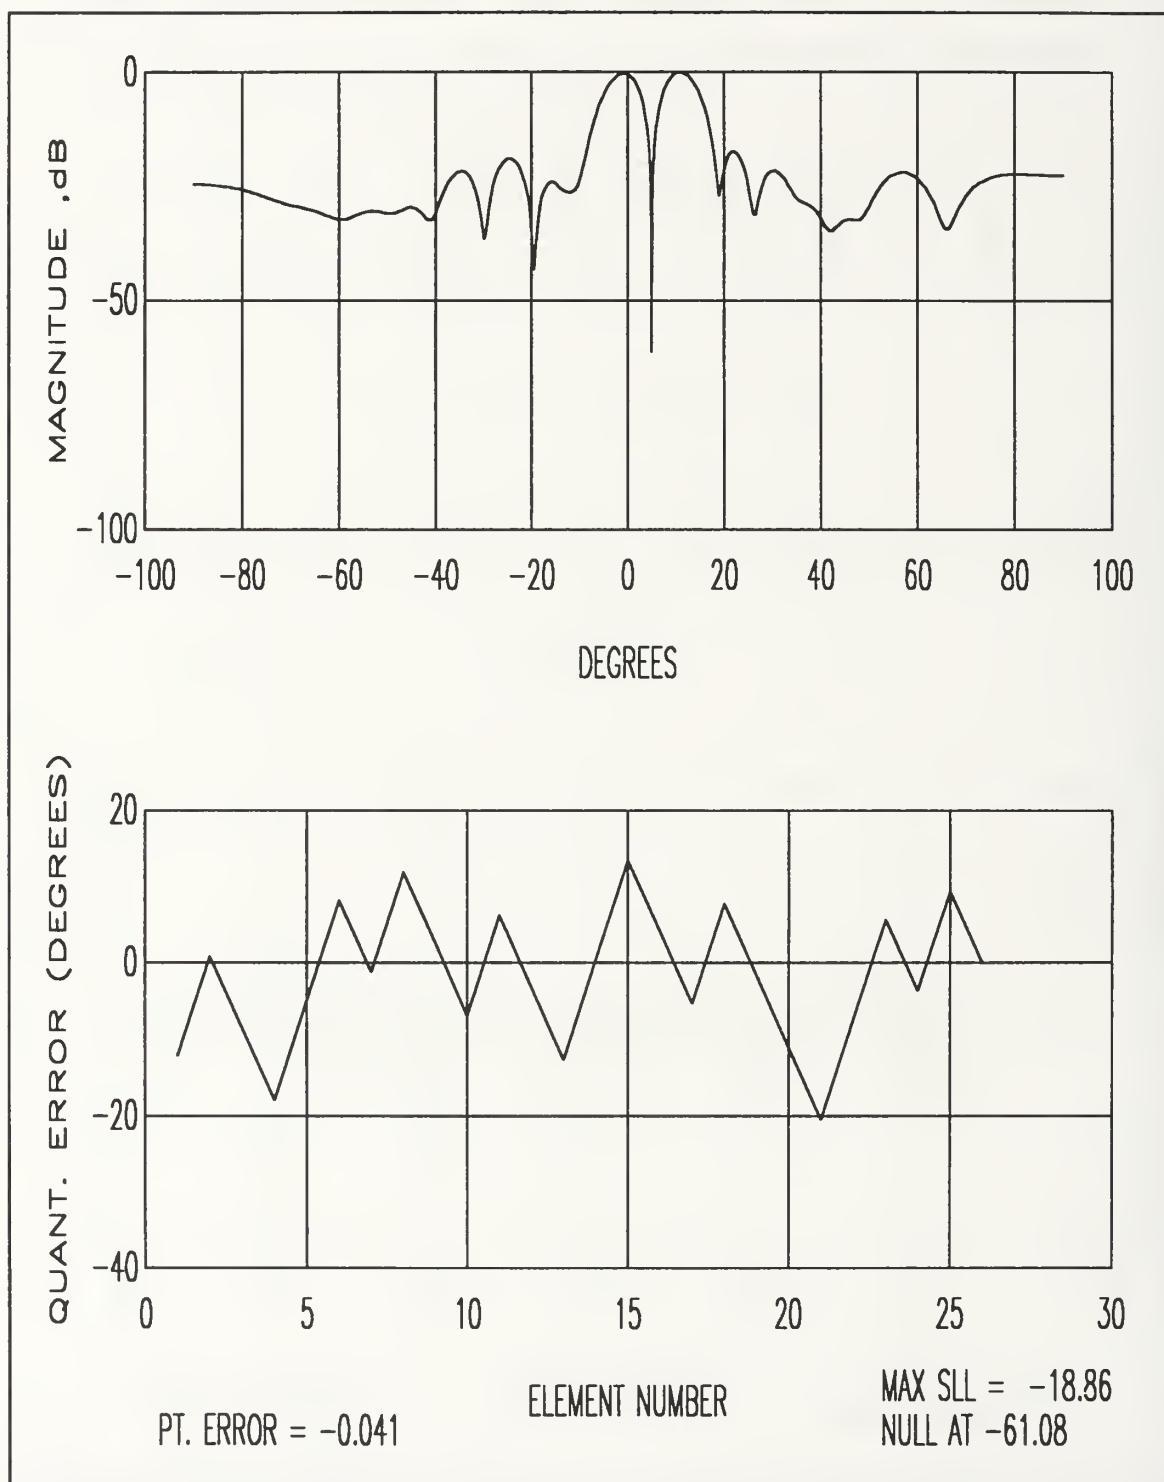 0
-50
-100
MAGNITUDE ,dB
-100 -80 -60 -40 -20 0 20 40 60 80 100
DEGREES
20
0
-20
-40
QUANT. ERROR (DEGREES)
0 5 10 15 20 25 30
ELEMENT NUMBER
PT. ERROR = -0.041
MAX SLL = -18.86
NULL AT -61.08